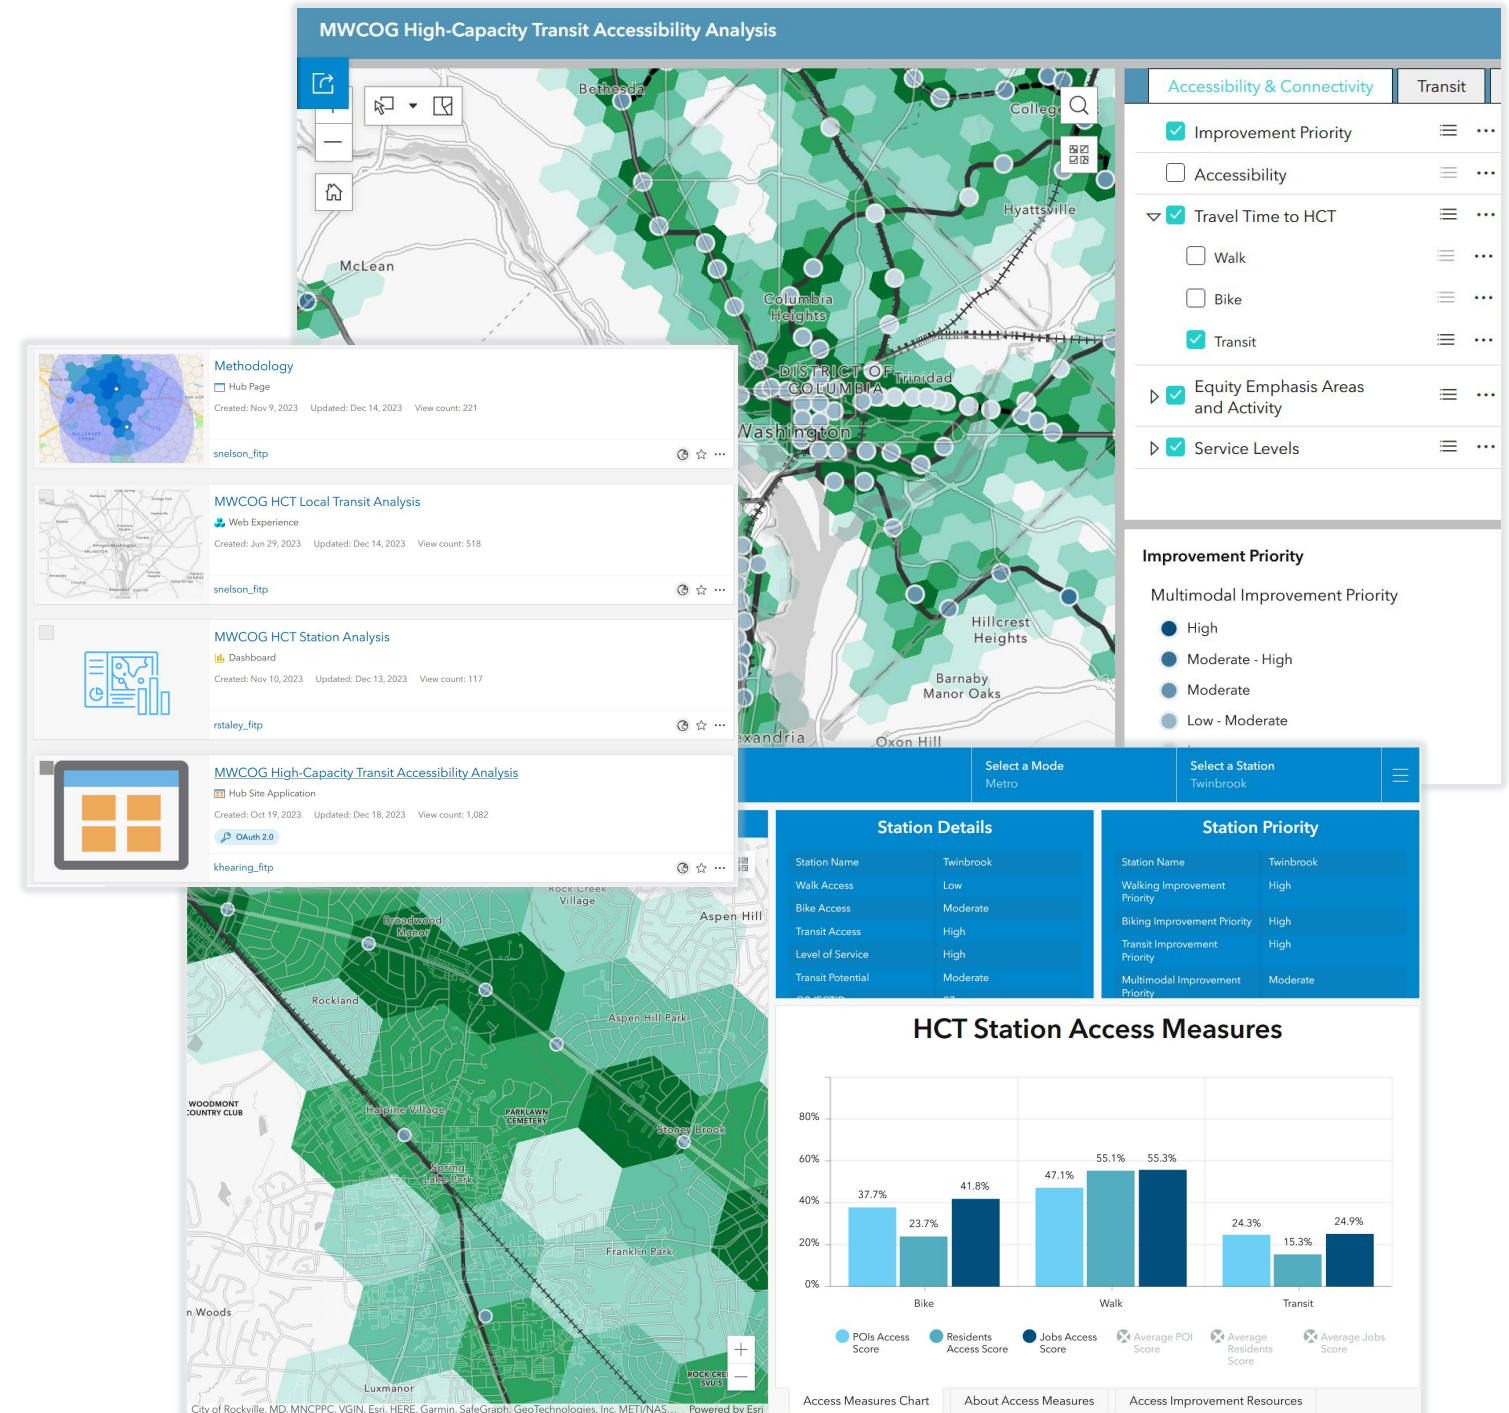 MWCOG High-Capacity Transit Accessibility Analysis
Bethesda
College
Hyattsville
McLean
Columbia
Heights
DISTRICT OF
COLUMBIA
Trinidad
Washington
Hillcrest
Heights
Barnaby
Manor Oaks
Oxon Hill
exandria
Accessibility & Connectivity
Transit
Improvement Priority
Accessibility
Travel Time to HCT
Walk
Bike
Transit
Equity Emphasis Areas
and Activity
Service Levels
Improvement Priority
Multimodal Improvement Priority
High
Moderate - High
Moderate
Low - Moderate
Methodology
Hub Page
Created: Nov 9, 2023 Updated: Dec 14, 2023 View count: 221
snelson_fitp
MWCOG HCT Local Transit Analysis
Web Experience
Created: Jun 29, 2023 Updated: Dec 14, 2023 View count: 518
snelson_fitp
MWCOG HCT Station Analysis
Dashboard
Created: Nov 10, 2023 Updated: Dec 13, 2023 View count: 117
rstaley_fitp
MWCOG High-Capacity Transit Accessibility Analysis
Hub Site Application
Created: Oct 19, 2023 Updated: Dec 18, 2023 View count: 1,082
OAuth 2.0
khearing_fitp
Select a Mode
Metro
Select a Station
Twinbrook
Rock Creek
Village
Aspen Hill
Broadwood
Manor
Rockland
Aspen Hill Park
WOODMONT
COUNTRY CLUB
Halpine Village
PARKLAWN
CEMETERY
Stoney Brook
Spring
Lake Park
Franklin Park
n Woods
Luxmanor
ROCK CREE
SVU 5
City of Rockville, MD, MNCPPC, VGIN, Esri, HERE, Garmin, SafeGraph, GeoTechnologies, Inc, METI/NAS... Powered by Esri
Station Details
Station Name Twinbrook
Walk Access Low
Bike Access Moderate
Transit Access High
Level of Service High
Transit Potential Moderate
Station Priority
Station Name Twinbrook
Walking Improvement High
Priority
Biking Improvement Priority High
Transit Improvement High
Priority
Multimodal Improvement Moderate
Priority
HCT Station Access Measures
80%
60%
40%
20%
0%
37.7%
23.7%
41.8%
47.1%
55.1%
55.3%
24.3%
15.3%
24.9%
Bike
Walk
Transit
POIs Access
Score
Residents
Access Score
Jobs Access
Score
Average POI
Score
Average
Residents
Score
Average Jobs
Score
Access Measures Chart
About Access Measures
Access Improvement Resources